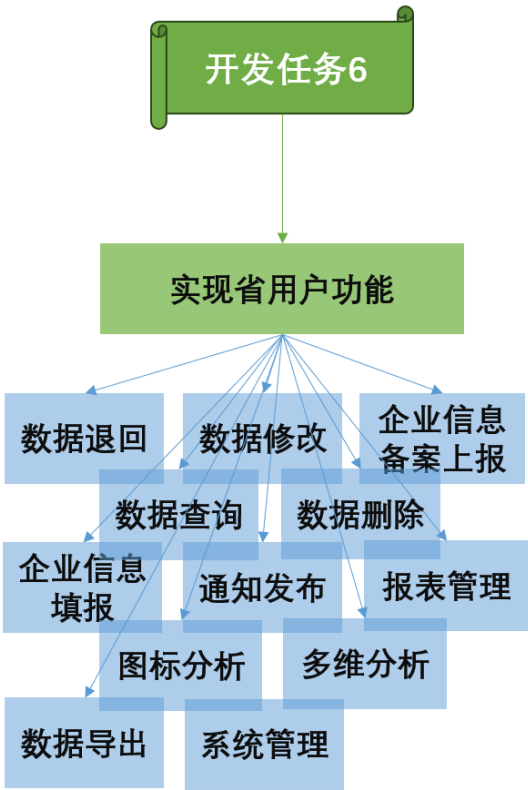 开发任务6
实现省用户功能
数据退回
数据修改
企业信息
备案上报
数据查询
数据删除
企业信息
填报
通知发布
报表管理
图标分析
多维分析
数据导出
系统管理